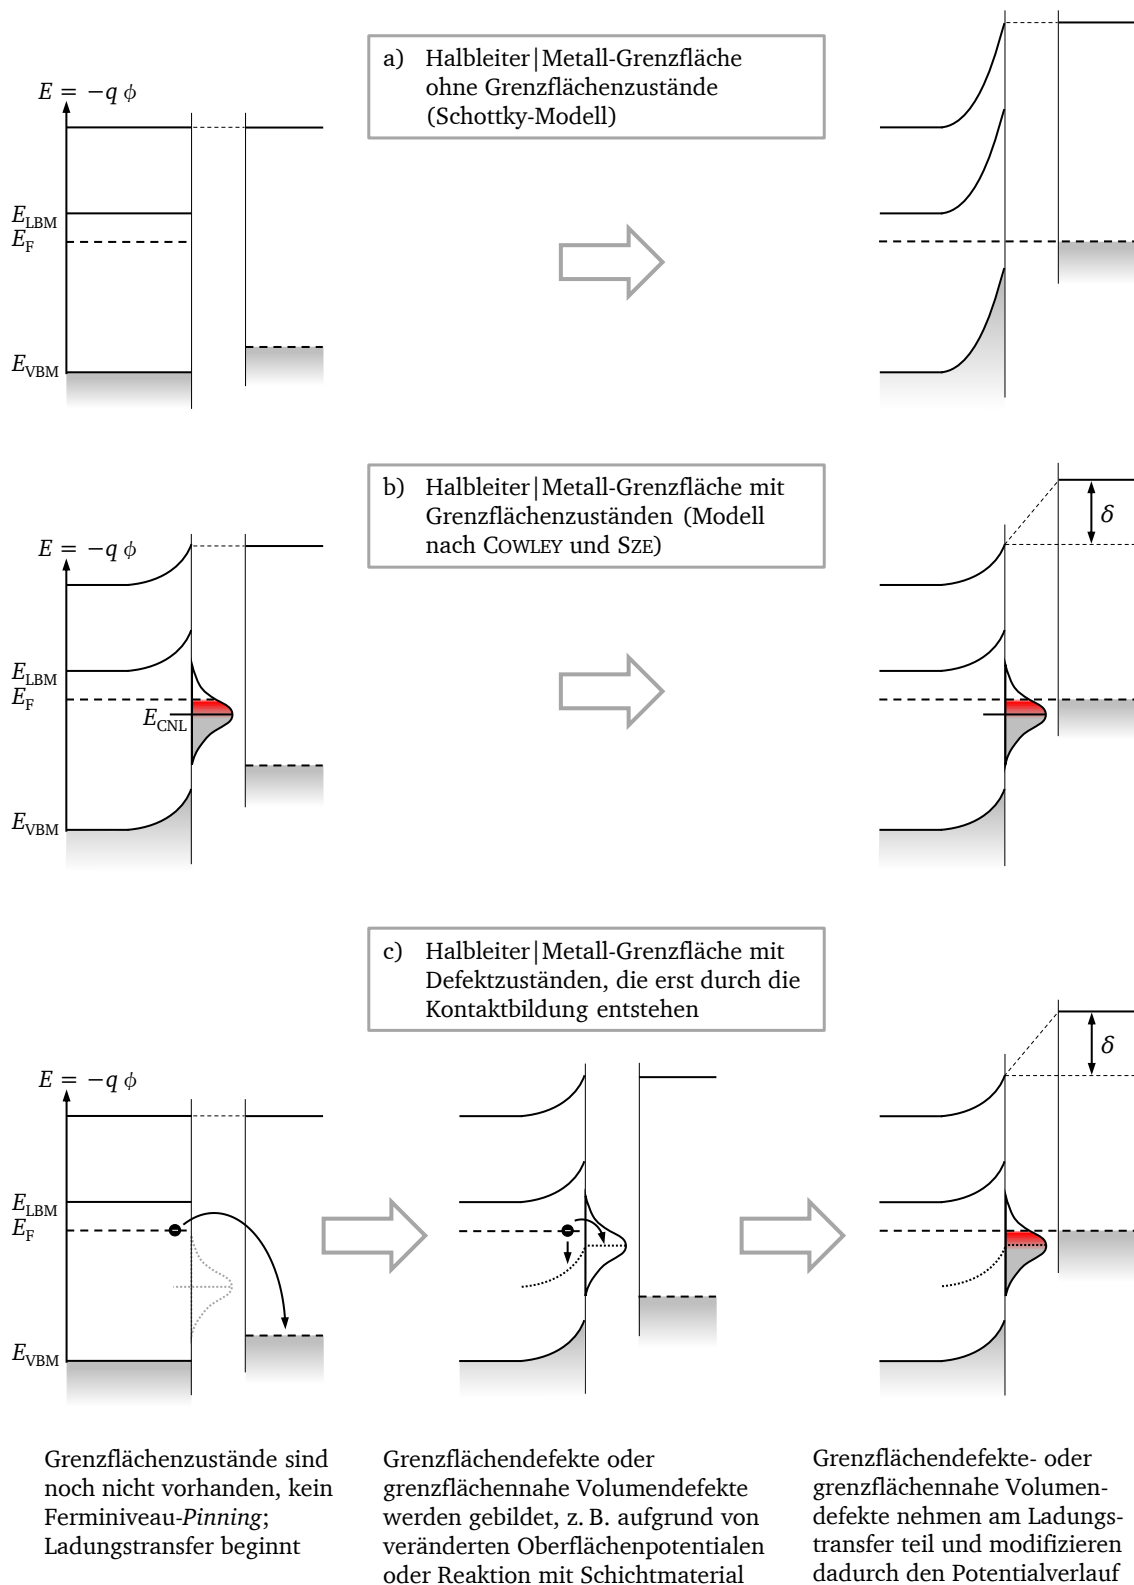 a) Halbleiter|Metall-Grenzfläche
ohne Grenzflächenzustände
(Schottky-Modell)
E = −q ϕ
E_LBM
E_F
E_VBM
b) Halbleiter|Metall-Grenzfläche mit
Grenzflächenzuständen (Modell
nach COWLEY und SZE)
δ
E = −q ϕ
E_LBM
E_F
E_CNL
E_VBM
c) Halbleiter|Metall-Grenzfläche mit
Defektzuständen, die erst durch die
Kontaktbildung entstehen
δ
E = −q ϕ
E_LBM
E_F
E_VBM
Grenzflächenzustände sind
noch nicht vorhanden, kein
Ferminiveau-Pinning;
Ladungstransfer beginnt
Grenzflächendefekte oder
grenzflächennahe Volumendefekte
werden gebildet, z. B. aufgrund von
veränderten Oberflächenpotentialen
oder Reaktion mit Schichtmaterial
Grenzflächendefekte- oder
grenzflächennahe Volumen-
defekte nehmen am Ladungs-
transfer teil und modifizieren
dadurch den Potentialverlauf